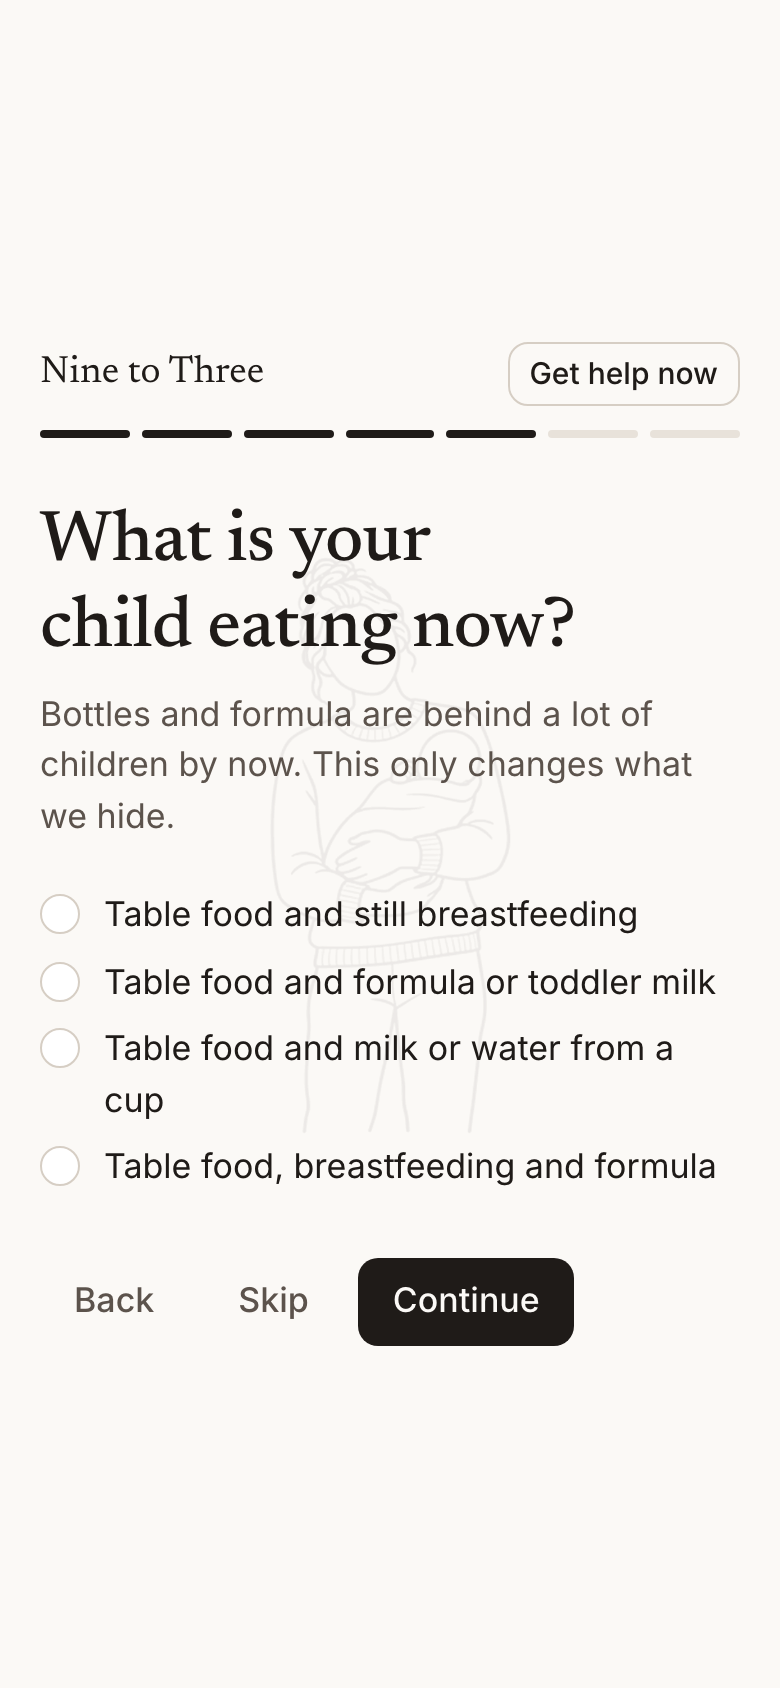 Nine to Three
Get help now
What is your
child eating now?
Bottles and formula are behind a lot of
children by now. This only changes what
we hide.
Table food and still breastfeeding
Table food and formula or toddler milk
Table food and milk or water from a
cup
Table food, breastfeeding and formula
Back
Skip
Continue